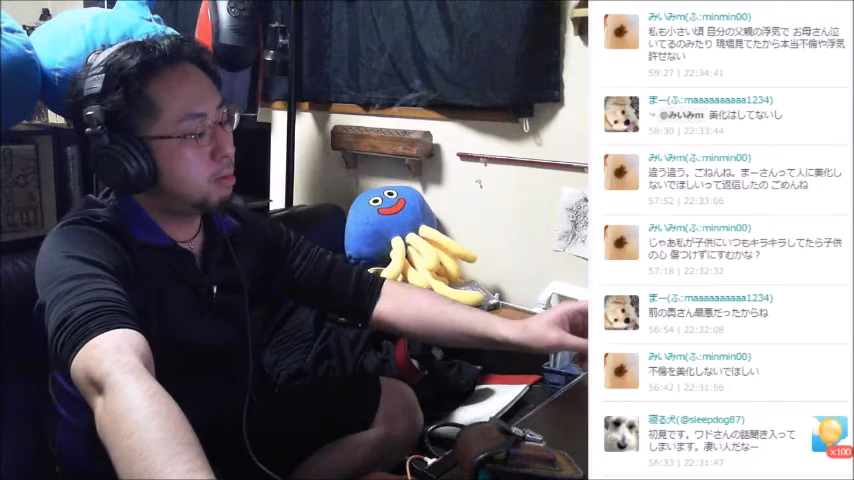 みいみm(ふ:minmin00)
私も小さい頃 自分の父親の浮気で お母さん泣
いてるのみたり 現場見てたから本当不倫や浮気
許せない
59:27 | 22:34:41
まー(ふ:maaaaaaaaaa1234)
@みいみm 美化はしてないし
58:30 | 22:33:44
みいみm(ふ:minmin00)
違う違う。ごねんね。まーさんって人に美化し
ないでほしいって返信したの ごめんね
57:52 | 22:33:06
みいみm(ふ:minmin00)
じゃあ私が子供にいつもキラキラしてたら子供
の心 傷つけずにすむかな？
57:18 | 22:32:32
まー(ふ:maaaaaaaaaa1234)
前の奥さん最悪だったからね
56:54 | 22:32:08
みいみm(ふ:minmin00)
不倫を美化しないでほしい
56:42 | 22:31:56
寝る犬(@sleepdog87)
初見です。ワドさんの話聞き入って
しまいます。凄い人だなー
56:33 | 22:31:47
×100